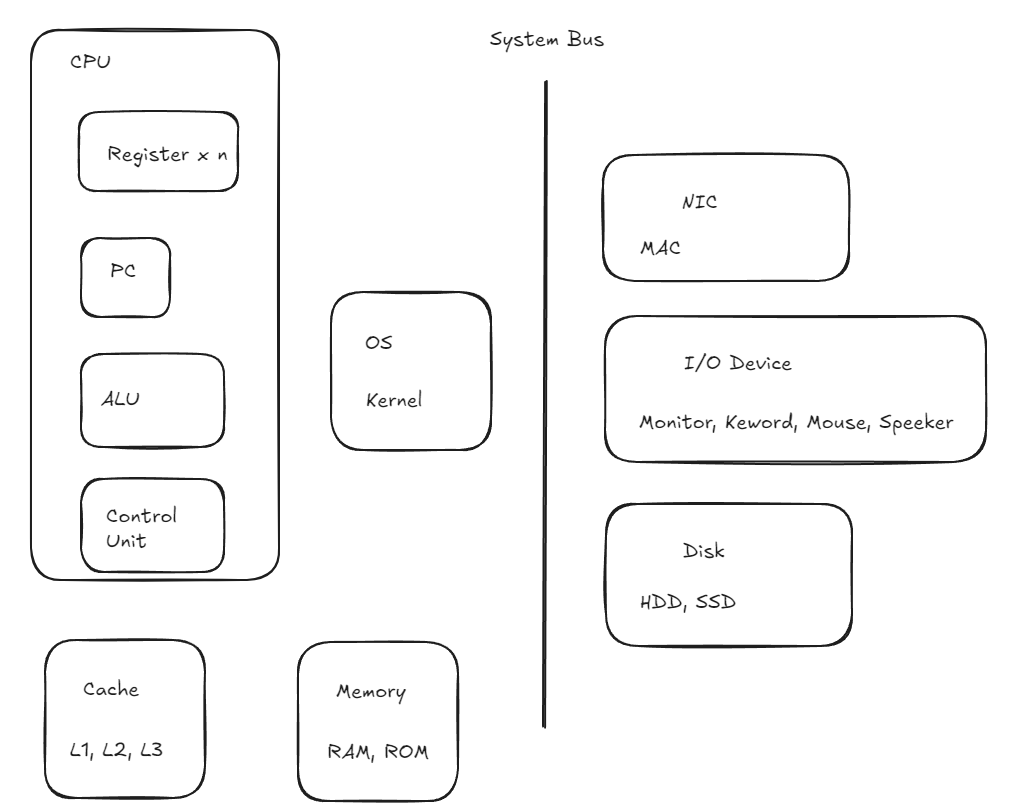 System Bus
CPU
Register x n
PC
ALU
Control
Unit
OS
Kernel
Cache
L1, L2, L3
Memory
RAM, ROM
NIC
MAC
I/O Device
Monitor, Keword, Mouse, Speeker
Disk
HDD, SSD